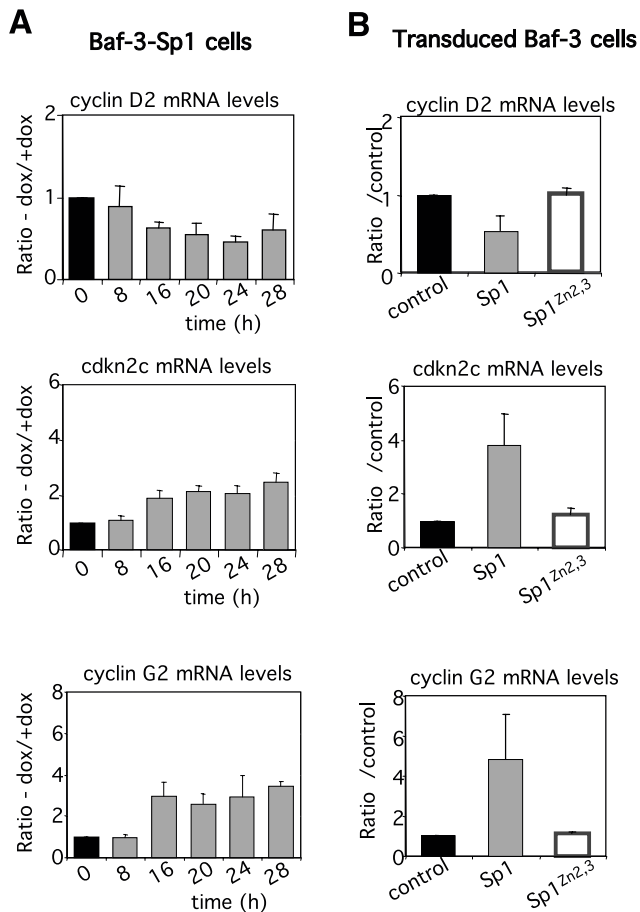 A
Baf-3-Sp1 cells
cyclin D2 mRNA levels
Ratio - dox/+dox
2
1
0
0 8 16 20 24 28
time (h)
cdkn2c mRNA levels
Ratio - dox/+dox
6
4
2
0
0 8 16 20 24 28
time (h)
cyclin G2 mRNA levels
Ratio - dox/+dox
8
4
2
0
0 8 16 20 24 28
time (h)
B
Transduced Baf-3 cells
cyclin D2 mRNA levels
Ratio /control
2
1
0
control Sp1 Sp1Zn2,3
cdkn2c mRNA levels
Ratio /control
6
4
2
0
control Sp1 Sp1Zn2,3
cyclin G2 mRNA levels
Ratio /control
8
6
4
2
0
control Sp1 Sp1Zn2,3